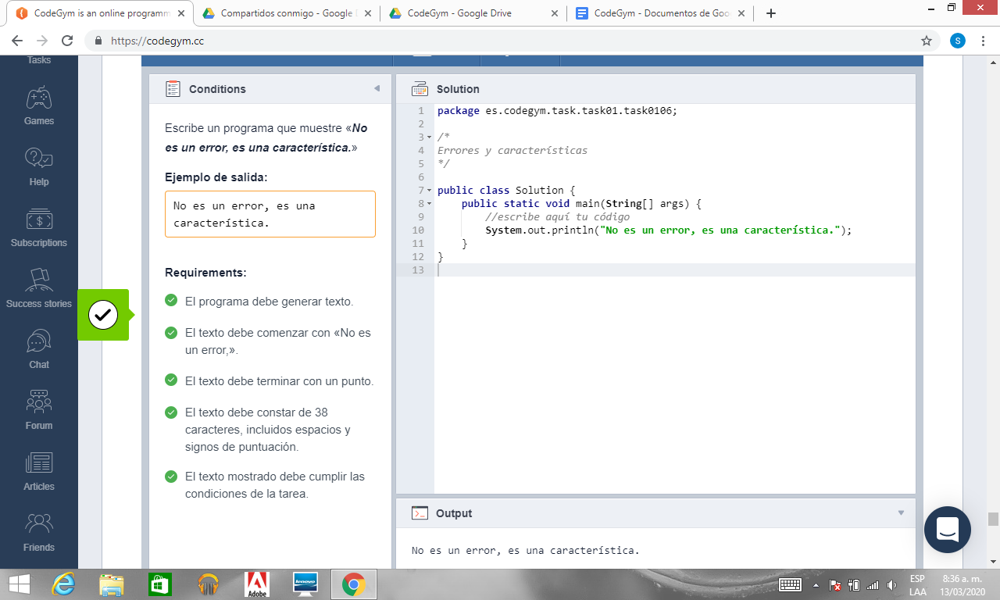 CodeGym is an online programm
Compartidos conmigo - Google D
CodeGym - Google Drive
CodeGym - Documentos de Goo
https://codegym.cc
S
Tasks
Games
Help
Subscriptions
Success stories
Chat
Forum
Articles
Friends
Conditions
Escribe un programa que muestre «No
es un error, es una característica.»
Ejemplo de salida:
No es un error, es una
característica.
Requirements:
El programa debe generar texto.
El texto debe comenzar con «No es
un error,».
El texto debe terminar con un punto.
El texto debe constar de 38
caracteres, incluidos espacios y
signos de puntuación.
El texto mostrado debe cumplir las
condiciones de la tarea.
Solution
1 package es.codegym.task.task01.task0106;
2
3 /*
4 Errores y características
5 */
6
7 public class Solution {
8 public static void main(String[] args) {
9 //escribe aquí tu código
10 System.out.println("No es un error, es una característica.");
11 }
12 }
13
Output
No es un error, es una característica.
Adobe
lenovo
ESP
LAA
8:36 a. m.
13/03/2020